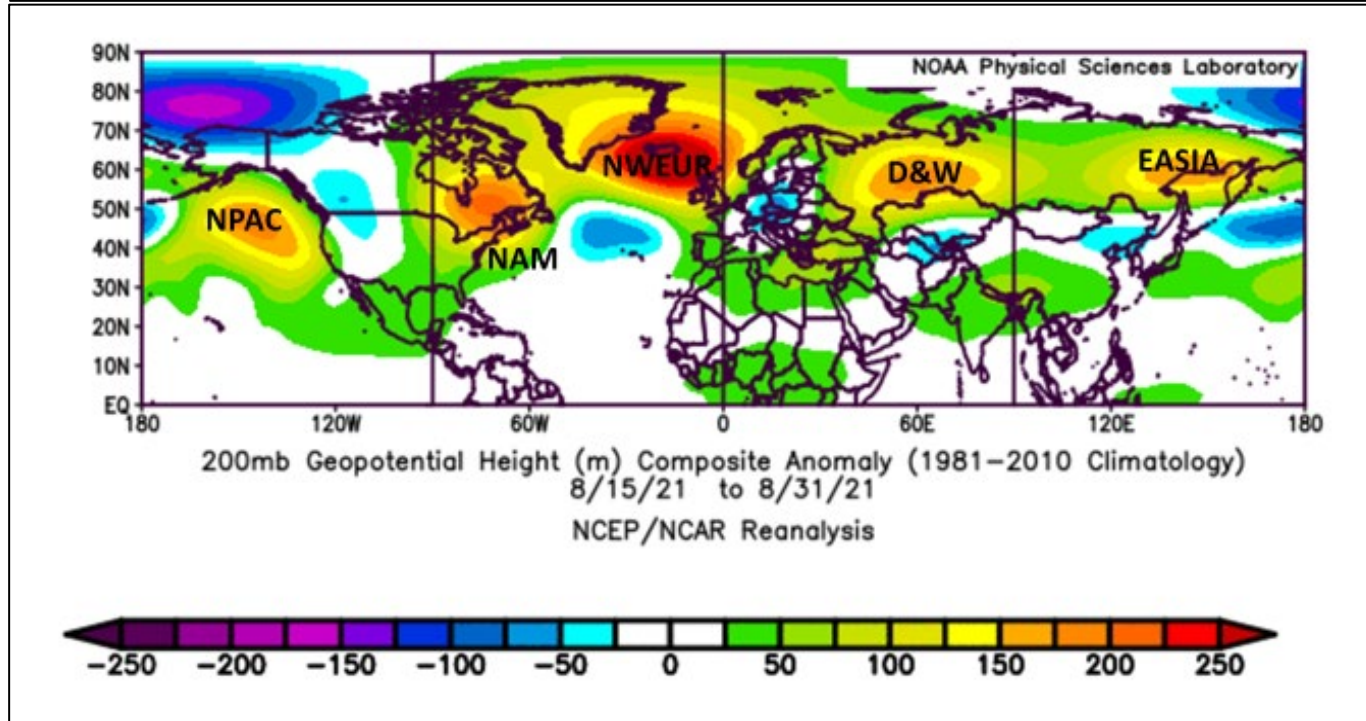 90N
NOAA Physical Sciences Laboratory
80N
70N
60N
NWEUR
D&W
EASIA
50N
NPAC
40N
NAM
30N
20N
10N
EQ
180 120W 60W 0 60E 120E 180
200mb Geopotential Height (m) Composite Anomaly (1981-2010 Climatology)
8/15/21 to 8/31/21
NCEP/NCAR Reanalysis
-250 -200 -150 -100 -50 0 50 100 150 200 250